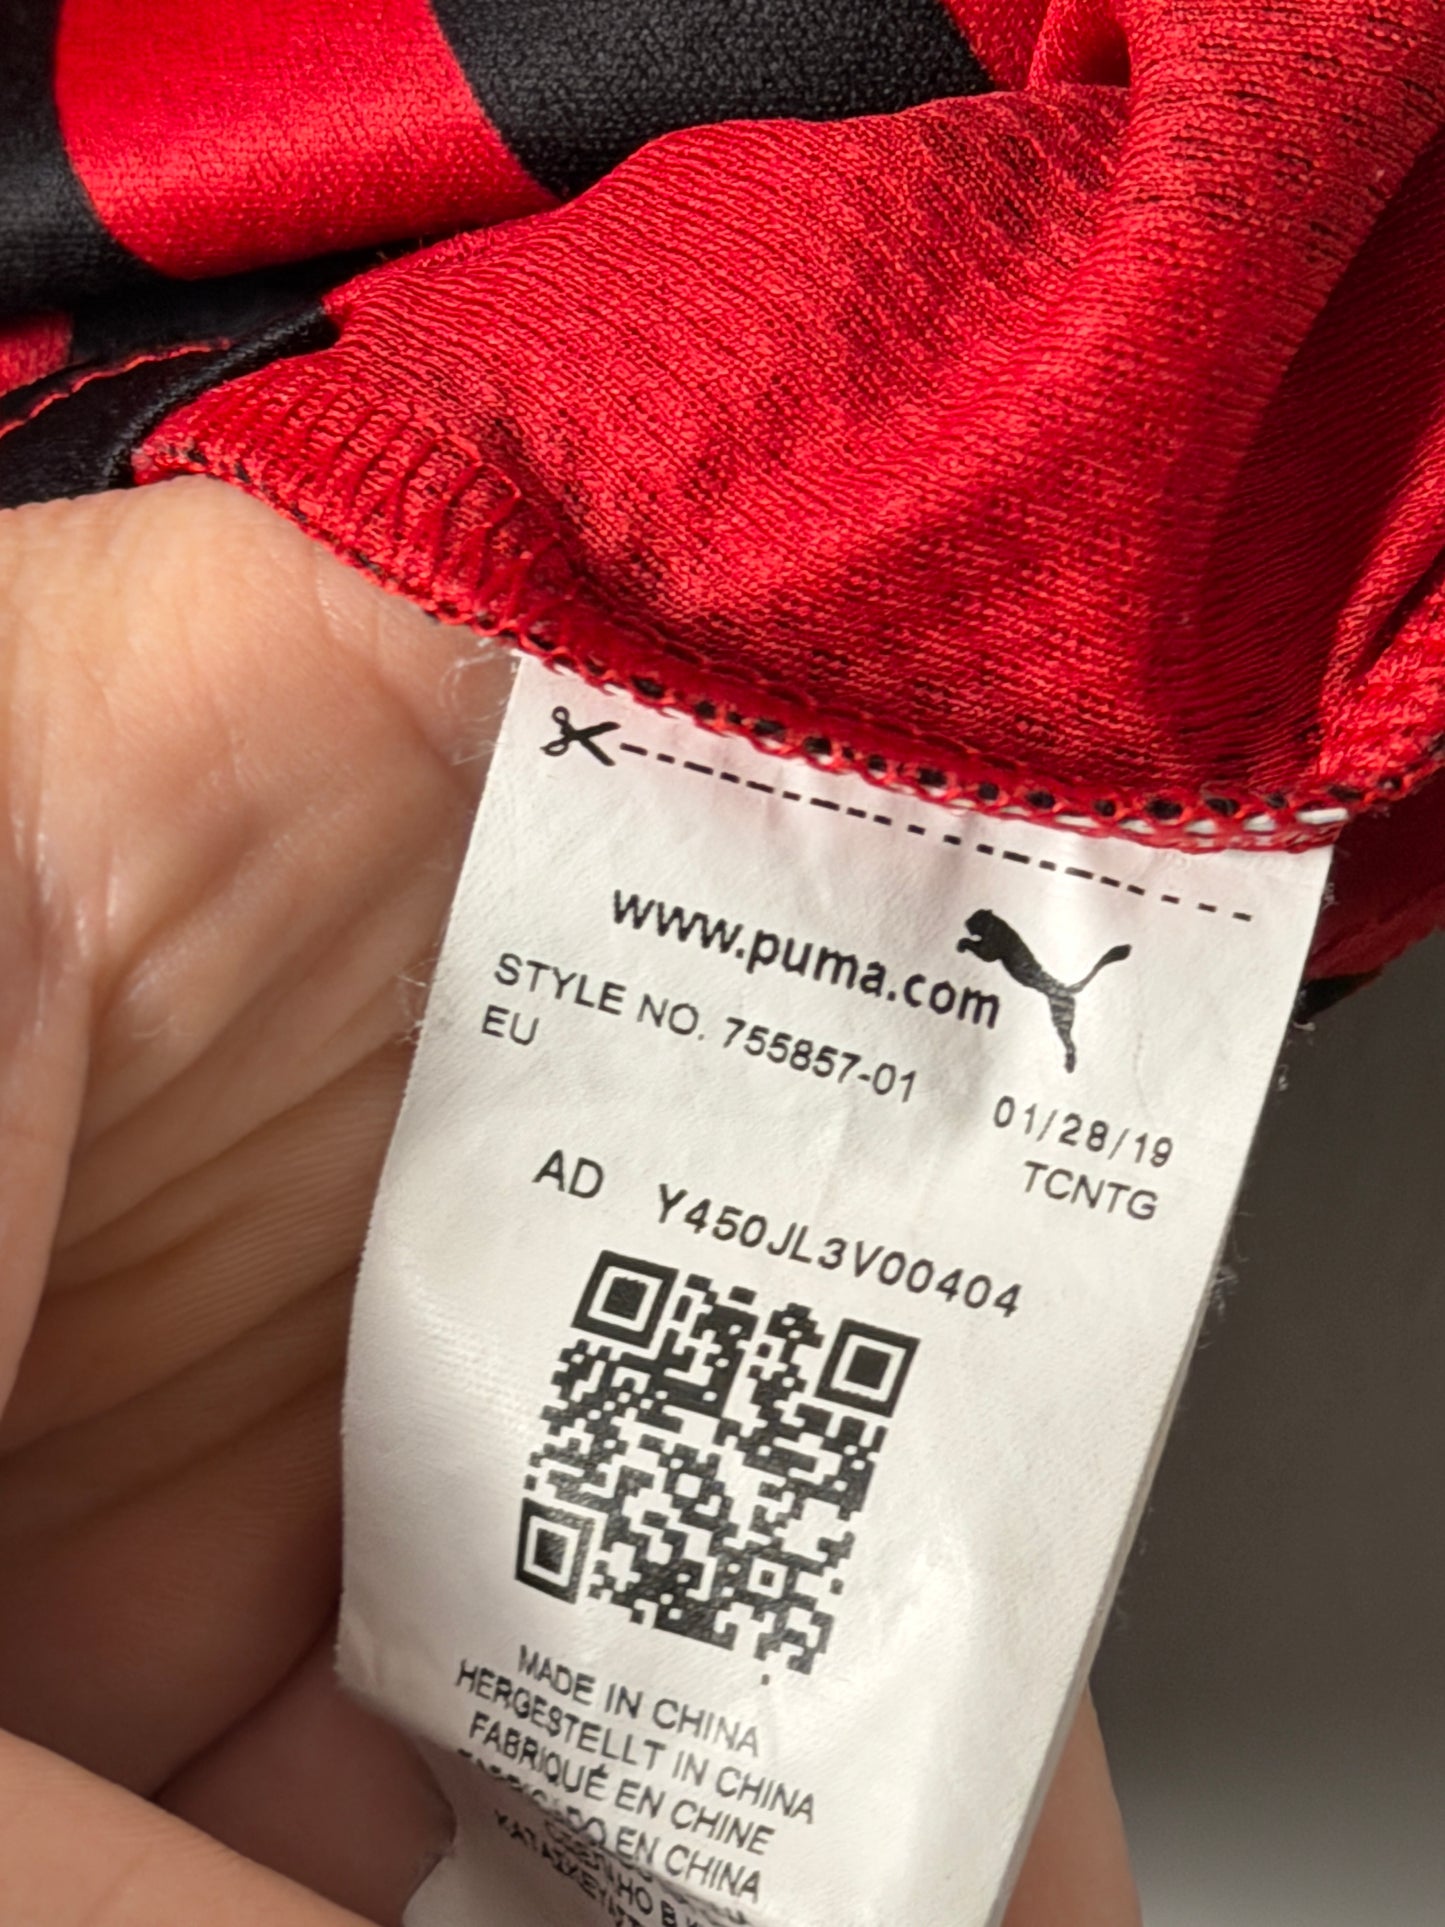 www.puma.com
STYLE NO. 755857-01
EU
01/28/19
TCNTG
AD Y450JL3V00404
MADE IN CHINA
HERGESTELLT IN CHINA
FABRIQUÉ EN CHINE
FABRICADO EN CHINA